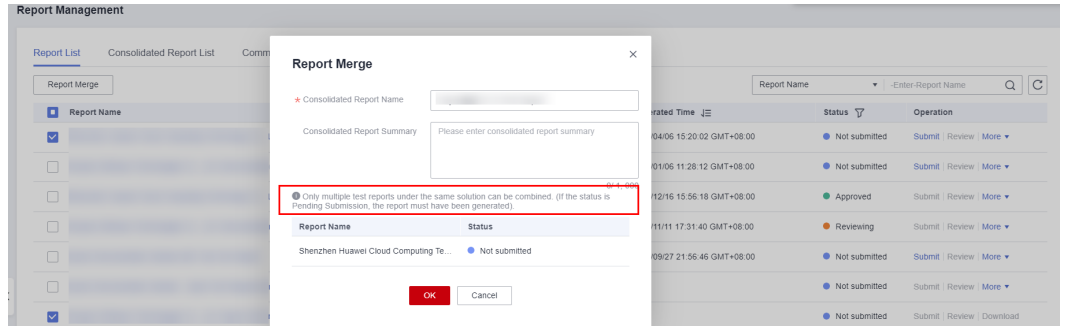 Report Management
Report List Consolidated Report List Comm
Report Merge Report Name -Enter-Report Name
Report Name
Status Operation
Report Merge
* Consolidated Report Name
Consolidated Report Summary Please enter consolidated report summary
Only multiple test reports under the same solution can be combined. (If the status is
Pending Submission, the report must have been generated).
Report Name Status
Shenzhen Huawei Cloud Computing Te... Not submitted
OK Cancel
erated Time
/04/06 15:20:02 GMT+08:00 Not submitted Submit Review More
/01/06 11:28:12 GMT+08:00 Not submitted Submit Review More
/12/16 15:56:18 GMT+08:00 Approved Submit Review More
/11/11 17:31:40 GMT+08:00 Reviewing Submit Review More
/09/27 21:56:46 GMT+08:00 Not submitted Submit Review More
Not submitted Submit Review More
Not submitted Submit Review Download